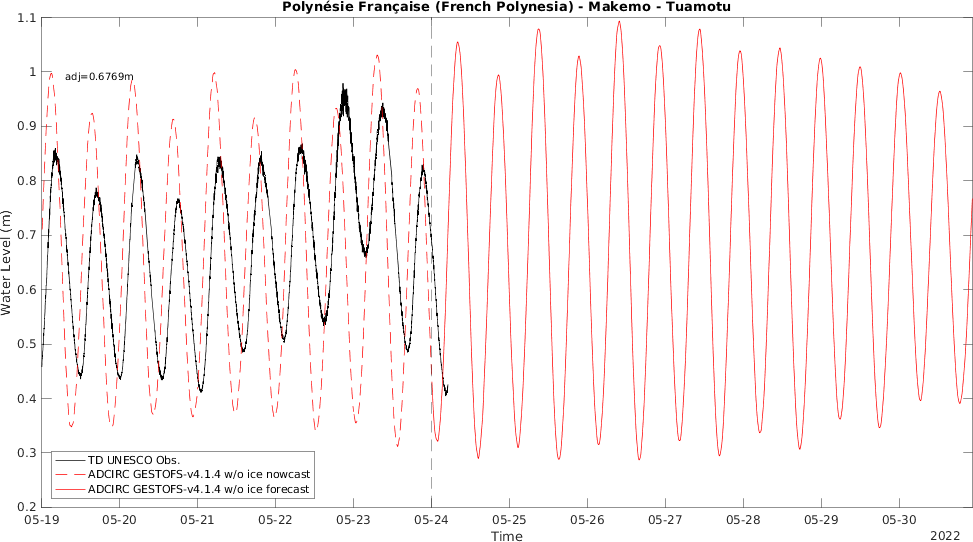 Polynésie Française (French Polynesia) - Makemo - Tuamotu
1.1
1
0.9
0.8
0.7
0.6
0.5
0.4
0.3
0.2
Water Level (m)
adj=0.6769m
TD UNESCO Obs.
ADCIRC GESTOFS-v4.1.4 w/o ice nowcast
ADCIRC GESTOFS-v4.1.4 w/o ice forecast
05-19 05-20 05-21 05-22 05-23 05-24 05-25 05-26 05-27 05-28 05-29 05-30
Time
2022